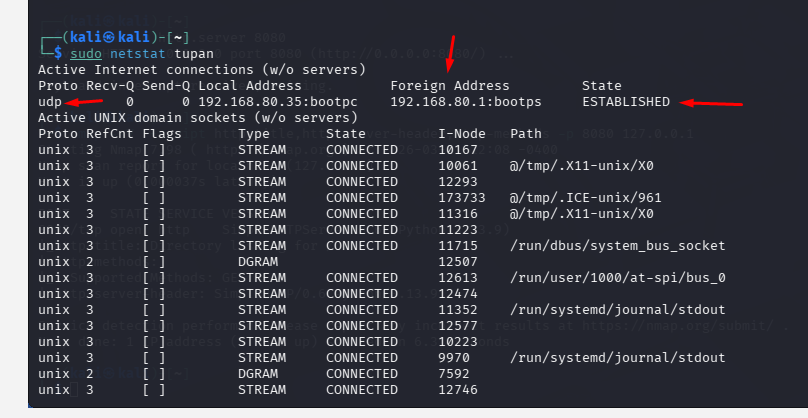 ┌──(kali㉿kali)-[~]
└─$ sudo netstat tupan
Active Internet connections (w/o servers)
Proto Recv-Q Send-Q Local Address Foreign Address State
udp 0 0 192.168.80.35:bootpc 192.168.80.1:bootps ESTABLISHED
Active UNIX domain sockets (w/o servers)
Proto RefCnt Flags Type State I-Node Path
unix 3 [ ] STREAM CONNECTED 10167
unix 3 [ ] STREAM CONNECTED 10061 @/tmp/.X11-unix/X0
unix 3 [ ] STREAM CONNECTED 12293
unix 3 [ ] STREAM CONNECTED 173733 @/tmp/.ICE-unix/961
unix 3 [ ] STREAM CONNECTED 11316 @/tmp/.X11-unix/X0
unix 3 [ ] STREAM CONNECTED 11223
unix 3 [ ] STREAM CONNECTED 11715 /run/dbus/system_bus_socket
unix 2 [ ] DGRAM 12507
unix 3 [ ] STREAM CONNECTED 12613 /run/user/1000/at-spi/bus_0
unix 3 [ ] STREAM CONNECTED 12474
unix 3 [ ] STREAM CONNECTED 11352 /run/systemd/journal/stdout
unix 3 [ ] STREAM CONNECTED 12577
unix 3 [ ] STREAM CONNECTED 10223
unix 3 [ ] STREAM CONNECTED 9970 /run/systemd/journal/stdout
unix 2 [ ] DGRAM 7592
unix 3 [ ] STREAM CONNECTED 12746